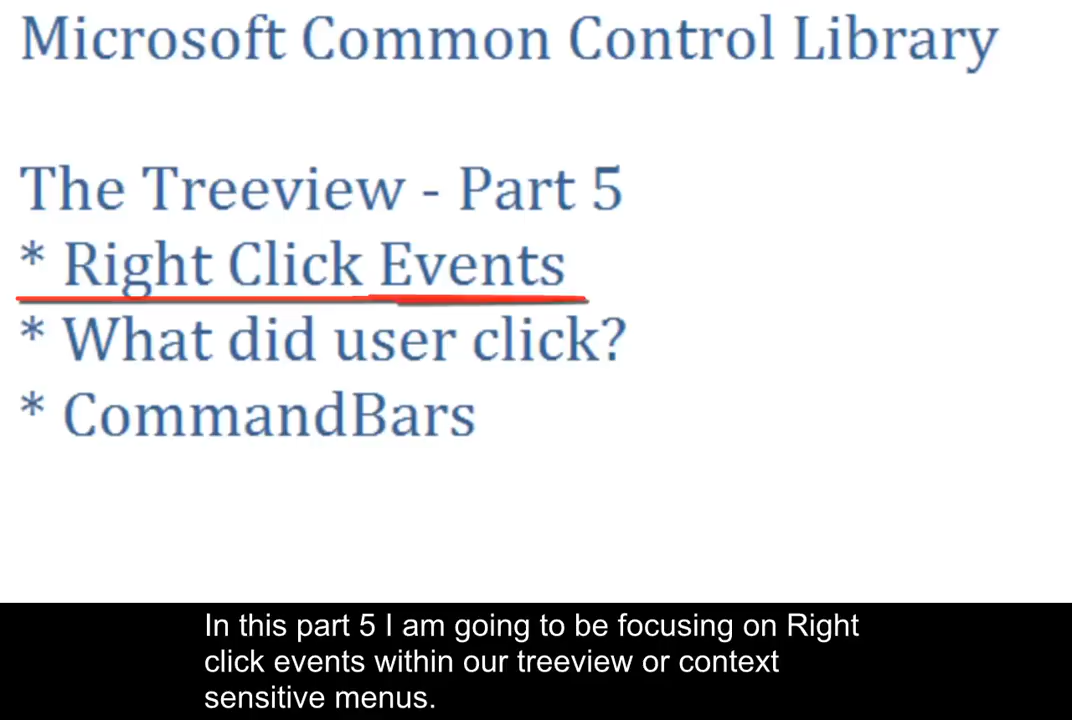 Microsoft Common Control Library
The Treeview - Part 5
* Right Click Events
* What did user click?
* CommandBars
In this part 5 I am going to be focusing on Right
click events within our treeview or context
sensitive menus.